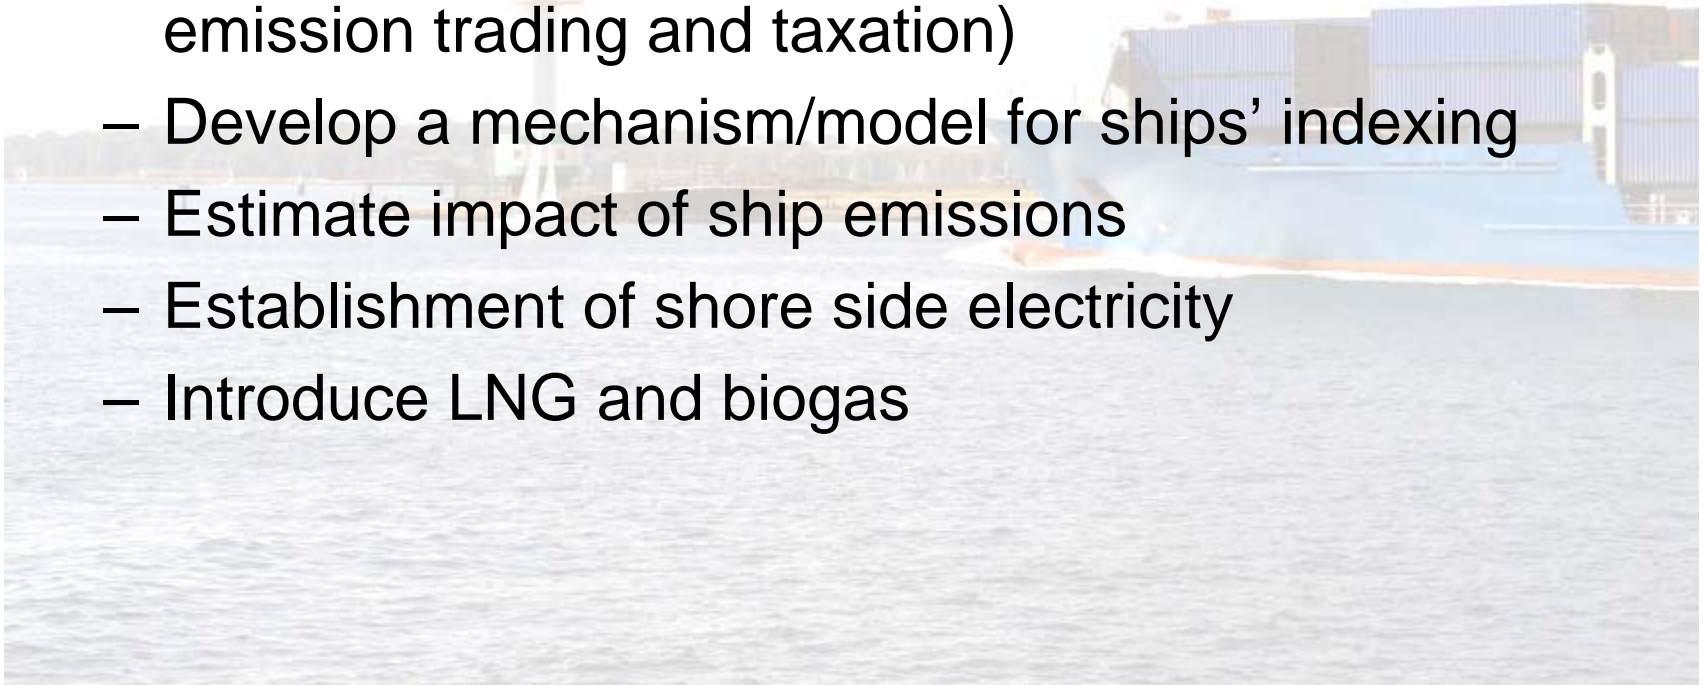 emission trading and taxation)
– Develop a mechanism/model for ships’ indexing
– Estimate impact of ship emissions
– Establishment of shore side electricity
– Introduce LNG and biogas